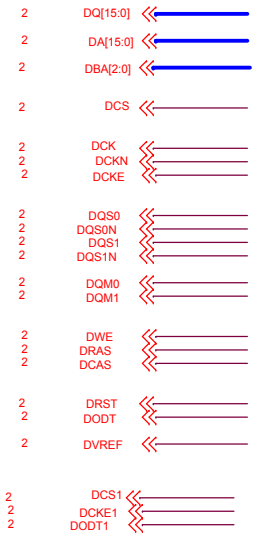 2 DQ[15:0]
2 DA[15:0]
2 DBA[2:0]
2 DCS
2 DCK
2 DCKN
2 DCKE
2 DQS0
2 DQS0N
2 DQS1
2 DQS1N
2 DQM0
2 DQM1
2 DWE
2 DRAS
2 DCAS
2 DRST
2 DODT
2 DVREF
2 DCS1
2 DCKE1
2 DODT1